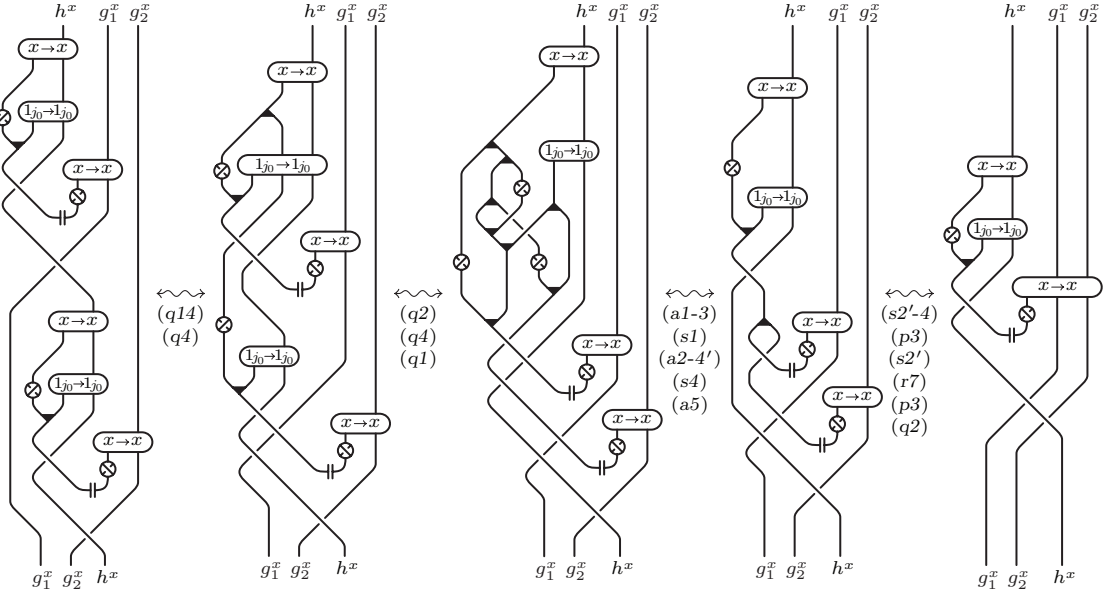 h^x g_1^x g_2^x h^x g_1^x g_2^x h^x g_1^x g_2^x h^x g_1^x g_2^x h^x g_1^x g_2^x
x→x
1_{j_0}→1_{j_0}
x→x
x→x
1_{j_0}→1_{j_0}
x→x
g_1^x g_2^x h^x
(q14)
(q4)
x→x
1_{j_0}→1_{j_0}
x→x
1_{j_0}→1_{j_0}
x→x
g_1^x g_2^x h^x
(q2)
(q4)
(q1)
x→x
1_{j_0}→1_{j_0}
x→x
x→x
g_1^x g_2^x h^x
(a1-3)
(s1)
(a2-4′)
(s4)
(a5)
x→x
1_{j_0}→1_{j_0}
x→x
x→x
g_1^x g_2^x h^x
(s2′-4)
(p3)
(s2′)
(r7)
(p3)
(q2)
x→x
1_{j_0}→1_{j_0}
x→x
g_1^x g_2^x h^x